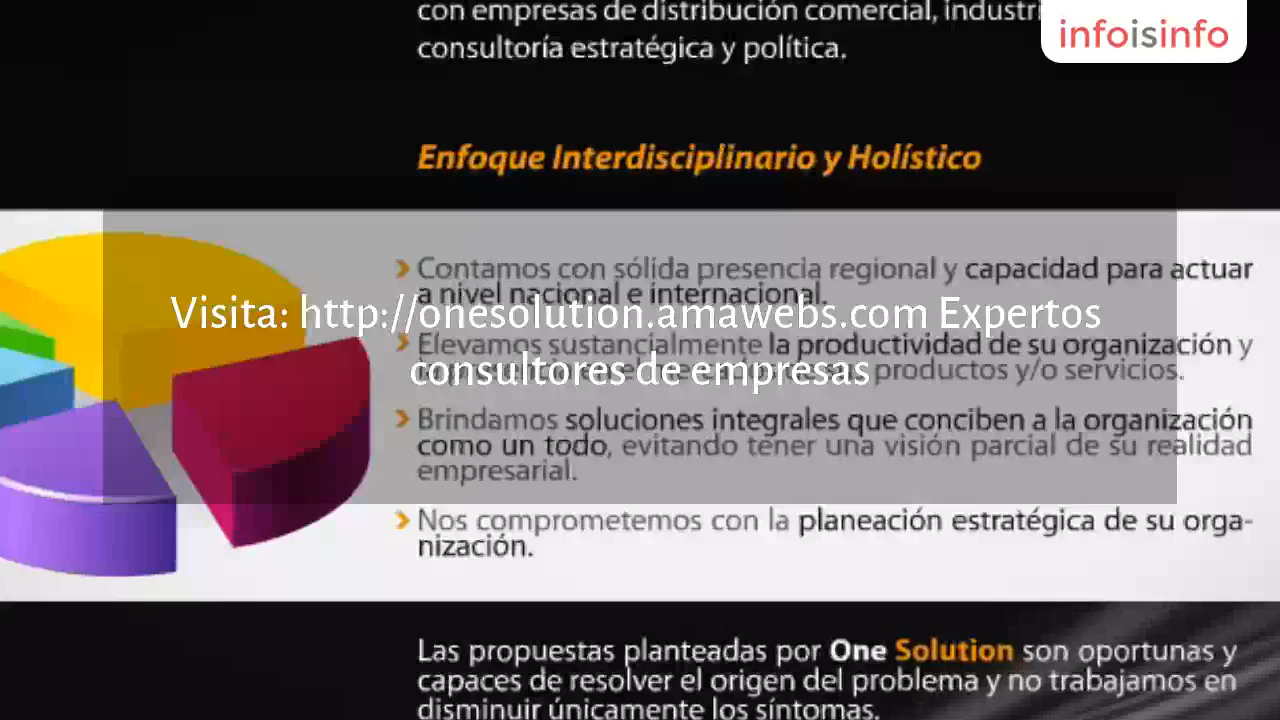 con empresas de distribución comercial,
infoisinfo
consultoría estratégica y política.
Enfoque Interdisciplinario y Holístico
Contamos con sólida presencia regional y capacidad para actuar
a nivel nacional e internacional.
Visita: http://onesolution.amawebs.com Expertos
consultores de empresas
Elevamos sustancialmente la productividad de su organización y
productos y/o servicios.
Brindamos soluciones integrales que conciben a la organización
como un todo, evitando tener una visión parcial de su realidad
empresarial.
Nos comprometemos con la planeación estratégica de su orga-
nización.
Las propuestas planteadas por One Solution son oportunas y
capaces de resolver el origen del problema y no trabajamos en
disminuir únicamente los síntomas.